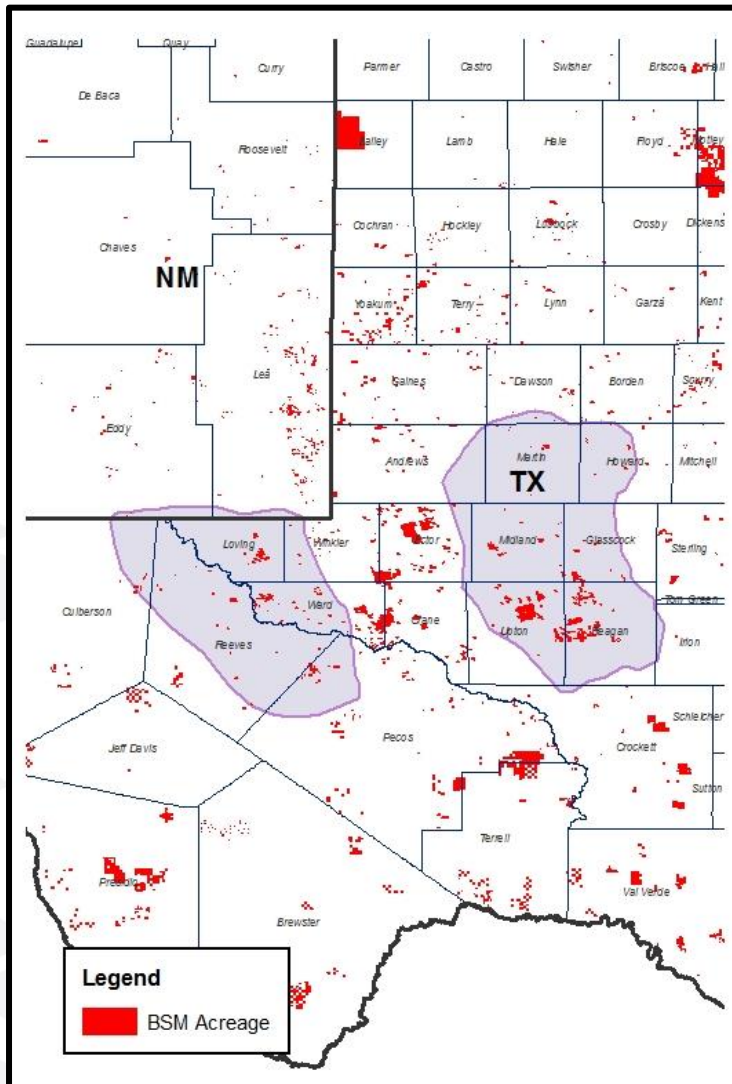 Guadalupe Quay
Curry Parmer Castro Swisher Briscoe Hall
De Baca
Roosevelt Bailey Lamb Hale Floyd Motley
Chaves Cochran Hockley Lubbock Crosby Dickens
NM
Yoakum Terry Lynn Garza Kent
Lea Gaines Dawson Borden Scurry
Eddy
Andrews Martin Howard Mitchell
TX
Loving Winkler Ector Midland Glasscock Sterling
Culberson Ward Crane Tom Green
Reeves Upton Reagan Irion
Jeff Davis Pecos Crockett Schleicher
Sutton
Terrell
Presidio Val Verde
Brewster
Legend
BSM Acreage